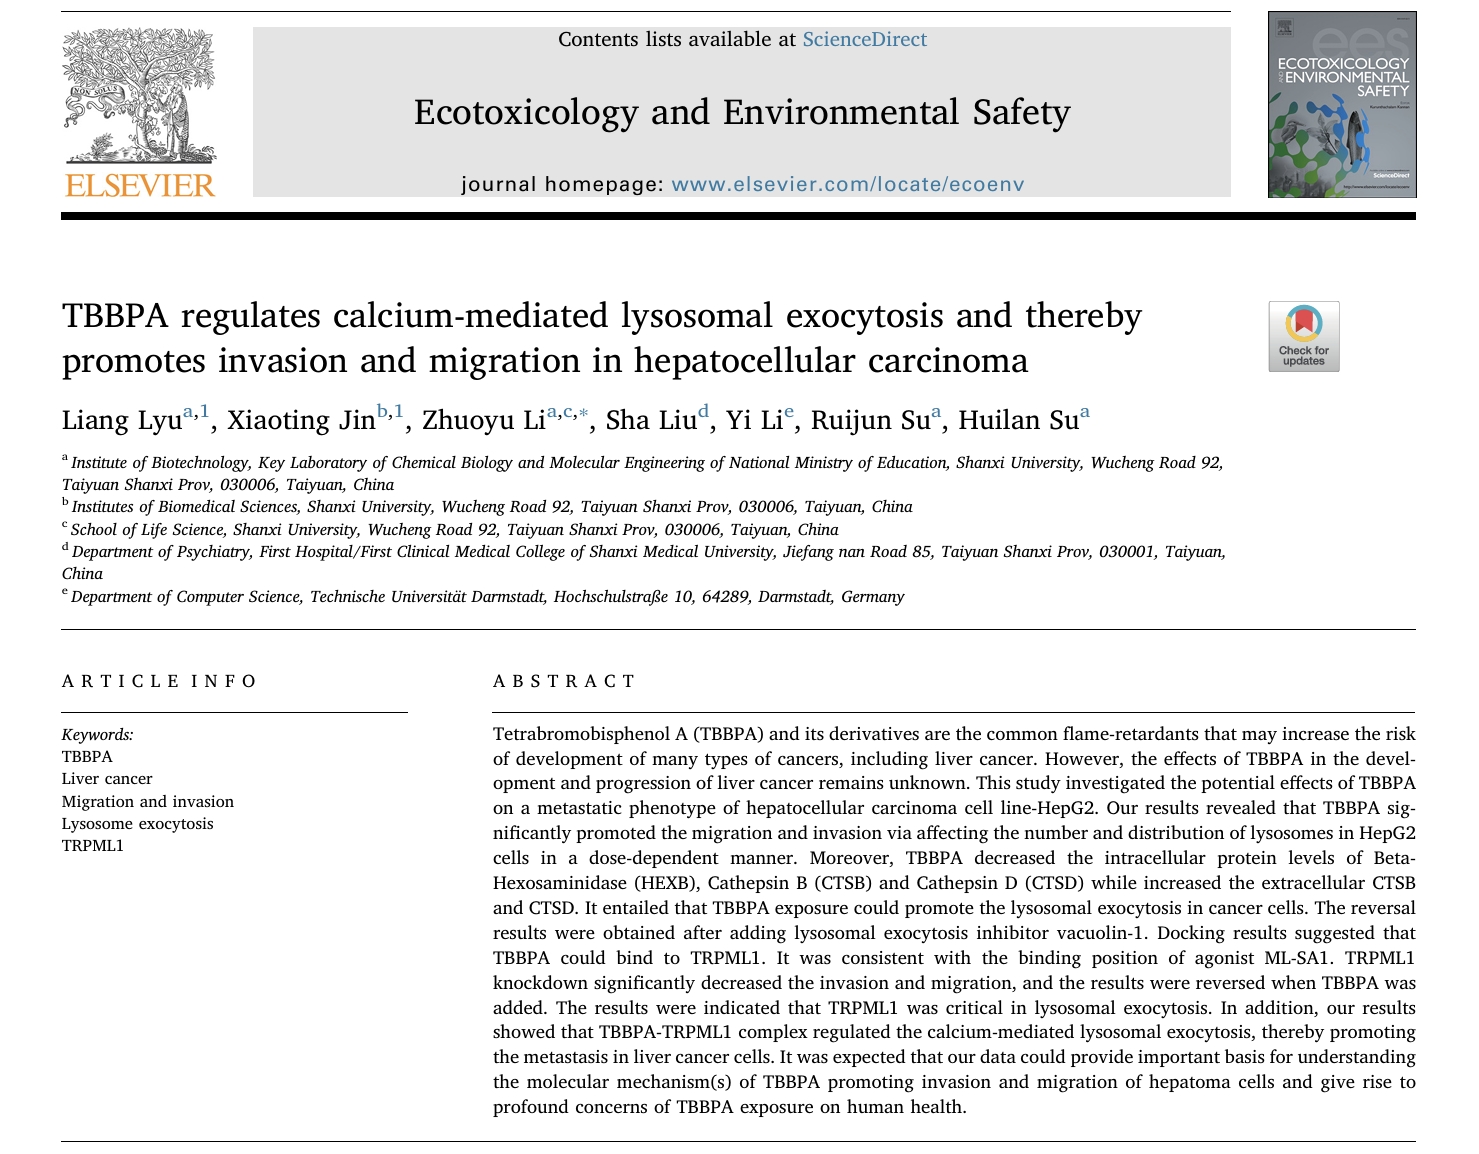 Contents lists available at ScienceDirect
Ecotoxicology and Environmental Safety
journal homepage: www.elsevier.com/locate/ecoenv
NON SOLUS
ELSEVIER
ees
ECOTOXICOLOGY
AND ENVIRONMENTAL
SAFETY
ScienceDirect
TBBPA regulates calcium-mediated lysosomal exocytosis and thereby
promotes invasion and migration in hepatocellular carcinoma
Check for
updates
Liang Lyu a,1, Xiaoting Jin b,1, Zhuoyu Li a,c,*, Sha Liu d, Yi Li e, Ruijun Su a, Huilan Su a
a Institute of Biotechnology, Key Laboratory of Chemical Biology and Molecular Engineering of National Ministry of Education, Shanxi University, Wucheng Road 92,
Taiyuan Shanxi Prov, 030006, Taiyuan, China
b Institutes of Biomedical Sciences, Shanxi University, Wucheng Road 92, Taiyuan Shanxi Prov, 030006, Taiyuan, China
c School of Life Science, Shanxi University, Wucheng Road 92, Taiyuan Shanxi Prov, 030006, Taiyuan, China
d Department of Psychiatry, First Hospital/First Clinical Medical College of Shanxi Medical University, Jiefang nan Road 85, Taiyuan Shanxi Prov, 030001, Taiyuan,
China
e Department of Computer Science, Technische Universität Darmstadt, Hochschulstraße 10, 64289, Darmstadt, Germany
ARTICLE INFO
Keywords:
TBBPA
Liver cancer
Migration and invasion
Lysosome exocytosis
TRPML1
ABSTRACT
Tetrabromobisphenol A (TBBPA) and its derivatives are the common flame-retardants that may increase the risk
of development of many types of cancers, including liver cancer. However, the effects of TBBPA in the devel-
opment and progression of liver cancer remains unknown. This study investigated the potential effects of TBBPA
on a metastatic phenotype of hepatocellular carcinoma cell line-HepG2. Our results revealed that TBBPA sig-
nificantly promoted the migration and invasion via affecting the number and distribution of lysosomes in HepG2
cells in a dose-dependent manner. Moreover, TBBPA decreased the intracellular protein levels of Beta-
Hexosaminidase (HEXB), Cathepsin B (CTSB) and Cathepsin D (CTSD) while increased the extracellular CTSB
and CTSD. It entailed that TBBPA exposure could promote the lysosomal exocytosis in cancer cells. The reversal
results were obtained after adding lysosomal exocytosis inhibitor vacuolin-1. Docking results suggested that
TBBPA could bind to TRPML1. It was consistent with the binding position of agonist ML-SA1. TRPML1
knockdown significantly decreased the invasion and migration, and the results were reversed when TBBPA was
added. The results were indicated that TRPML1 was critical in lysosomal exocytosis. In addition, our results
showed that TBBPA-TRPML1 complex regulated the calcium-mediated lysosomal exocytosis, thereby promoting
the metastasis in liver cancer cells. It was expected that our data could provide important basis for understanding
the molecular mechanism(s) of TBBPA promoting invasion and migration of hepatoma cells and give rise to
profound concerns of TBBPA exposure on human health.